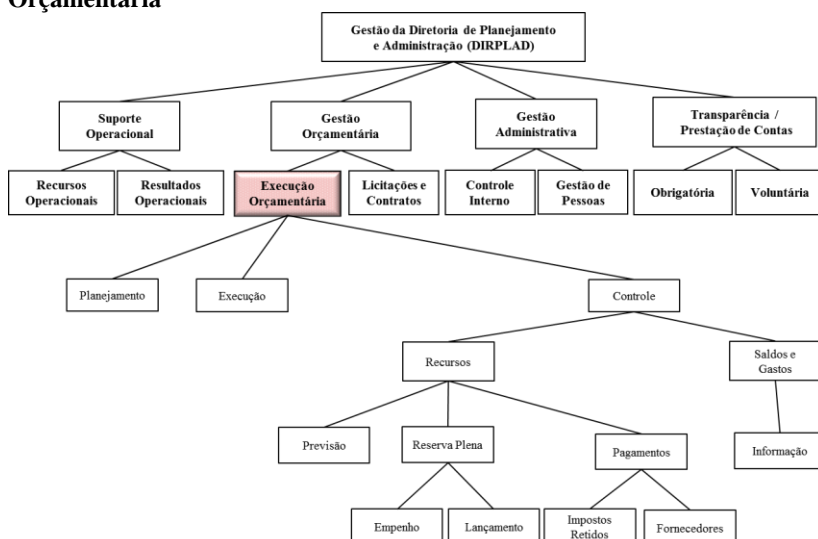 Orçamentária
Gestão da Diretoria de Planejamento
e Administração (DIRPLAD)
Suporte
Operacional
Gestão
Orçamentária
Gestão
Administrativa
Transparência /
Prestação de Contas
Recursos
Operacionais
Resultados
Operacionais
Execução
Orçamentária
Licitações e
Contratos
Controle
Interno
Gestão de
Pessoas
Obrigatória
Voluntária
Planejamento
Execução
Controle
Recursos
Saldos e
Gastos
Previsão
Reserva Plena
Pagamentos
Informação
Empenho
Lançamento
Impostos
Retidos
Fornecedores